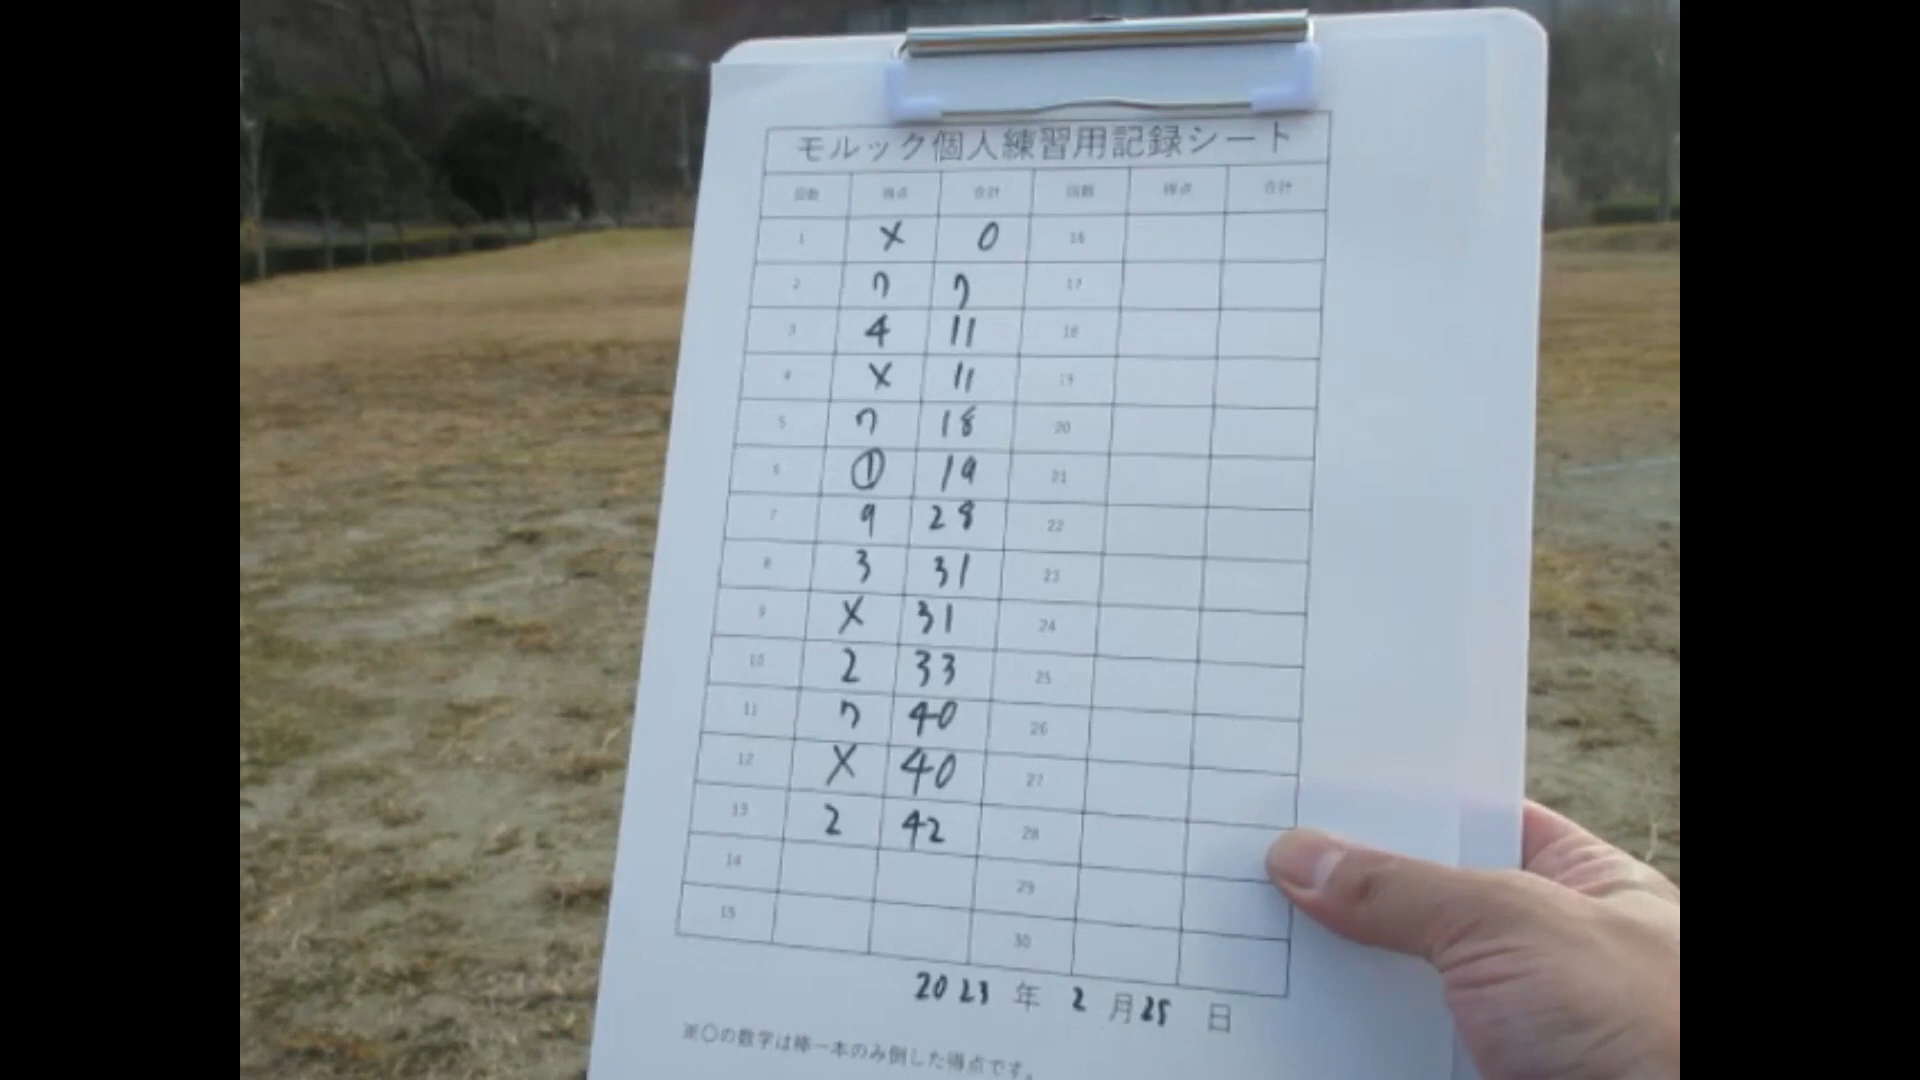 モルック個人練習用記録シート
回数 得点 合計 回数 得点 合計
1 X 0 16
2 7 7 17
3 4 11 18
4 X 11 19
5 7 18 20
6 ① 19 21
7 9 28 22
8 3 31 23
9 X 31 24
10 2 33 25
11 7 40 26
12 X 40 27
13 2 42 28
14 29
15 30
2023 年 2 月 25 日
※〇の数字は棒一本のみ倒した得点です。